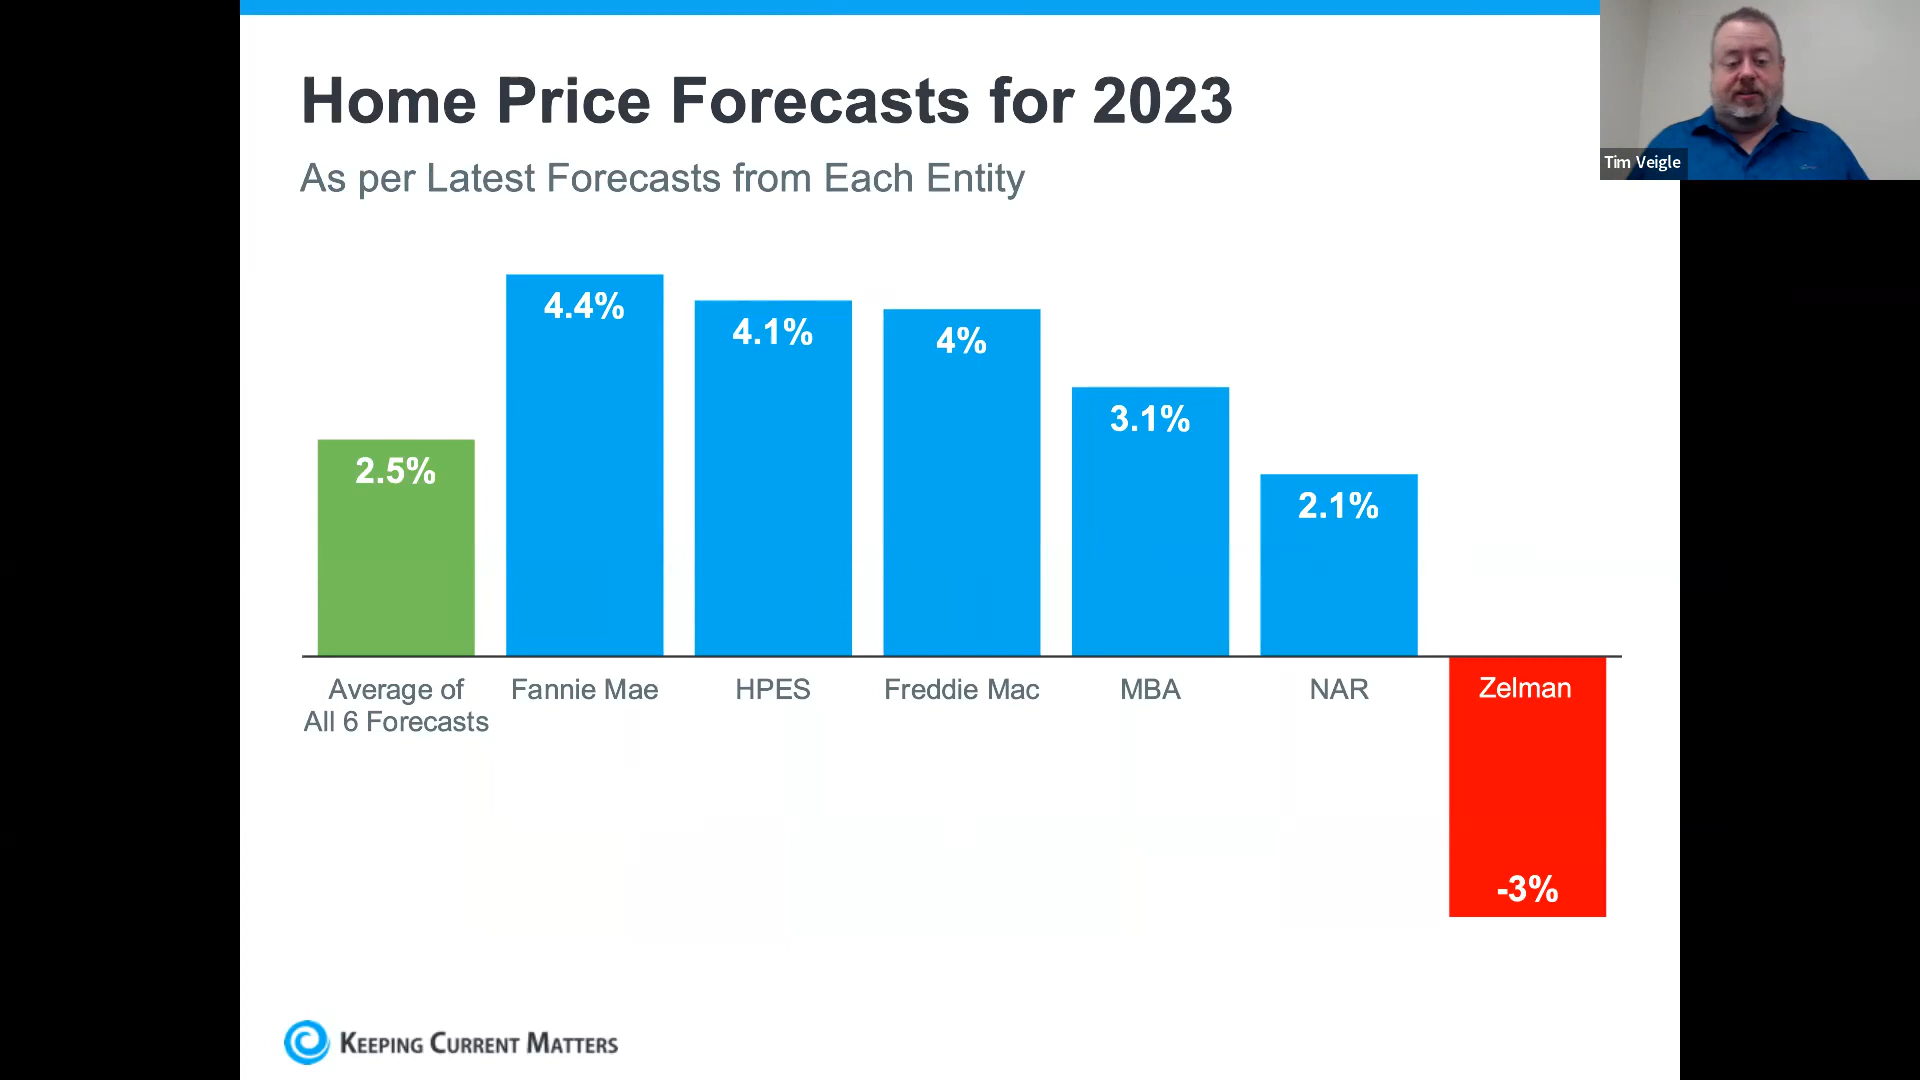 Home Price Forecasts for 2023
As per Latest Forecasts from Each Entity
Tim Veigle
2.5%
4.4%
4.1%
4%
3.1%
2.1%
-3%
Average of
All 6 Forecasts
Fannie Mae
HPES
Freddie Mac
MBA
NAR
Zelman
KEEPING CURRENT MATTERS